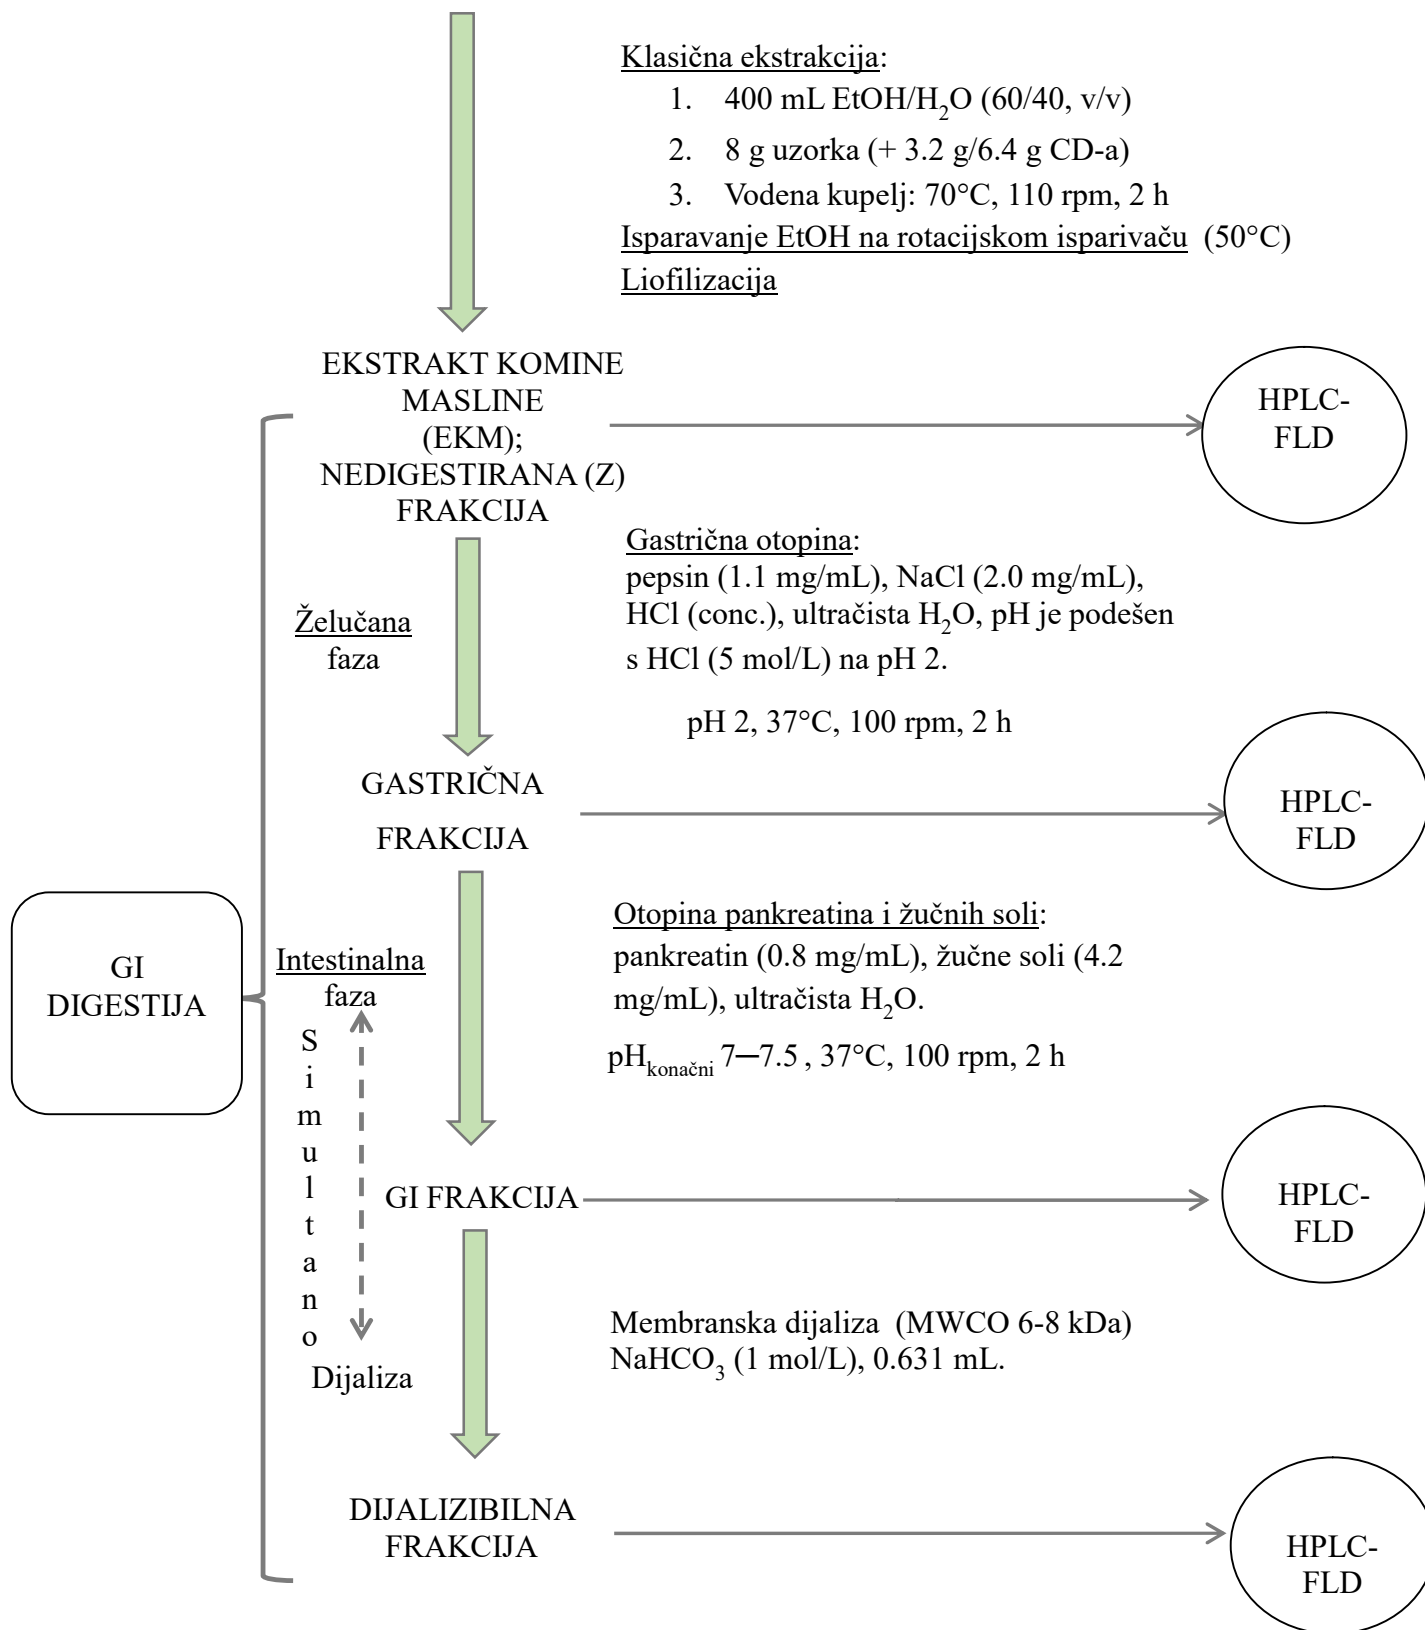 Klasična ekstrakcija:
1. 400 mL EtOH/H₂O (60/40, v/v)
2. 8 g uzorka (+ 3.2 g/6.4 g CD-a)
3. Vodena kupelj: 70°C, 110 rpm, 2 h
Isparavanje EtOH na rotacijskom isparivaču (50°C)
Liofilizacija
EKSTRAKT KOMINE
MASLINE
(EKM);
NEDIGESTIRANA (Z)
FRAKCIJA
HPLC-
FLD
Gastrična otopina:
pepsin (1.1 mg/mL), NaCl (2.0 mg/mL),
HCl (conc.), ultračista H₂O, pH je podešen
s HCl (5 mol/L) na pH 2.
pH 2, 37°C, 100 rpm, 2 h
Želučana
faza
GASTRIČNA
FRAKCIJA
HPLC-
FLD
Otopina pankreatina i žučnih soli:
pankreatin (0.8 mg/mL), žučne soli (4.2
mg/mL), ultračista H₂O.
pHkonačni 7─7.5 , 37°C, 100 rpm, 2 h
GI
DIGESTIJA
Intestinalna
faza
S
i
m
u
l
t
a
n
o
Dijaliza
GI FRAKCIJA
HPLC-
FLD
Membranska dijaliza (MWCO 6-8 kDa)
NaHCO₃ (1 mol/L), 0.631 mL.
DIJALIZIBILNA
FRAKCIJA
HPLC-
FLD